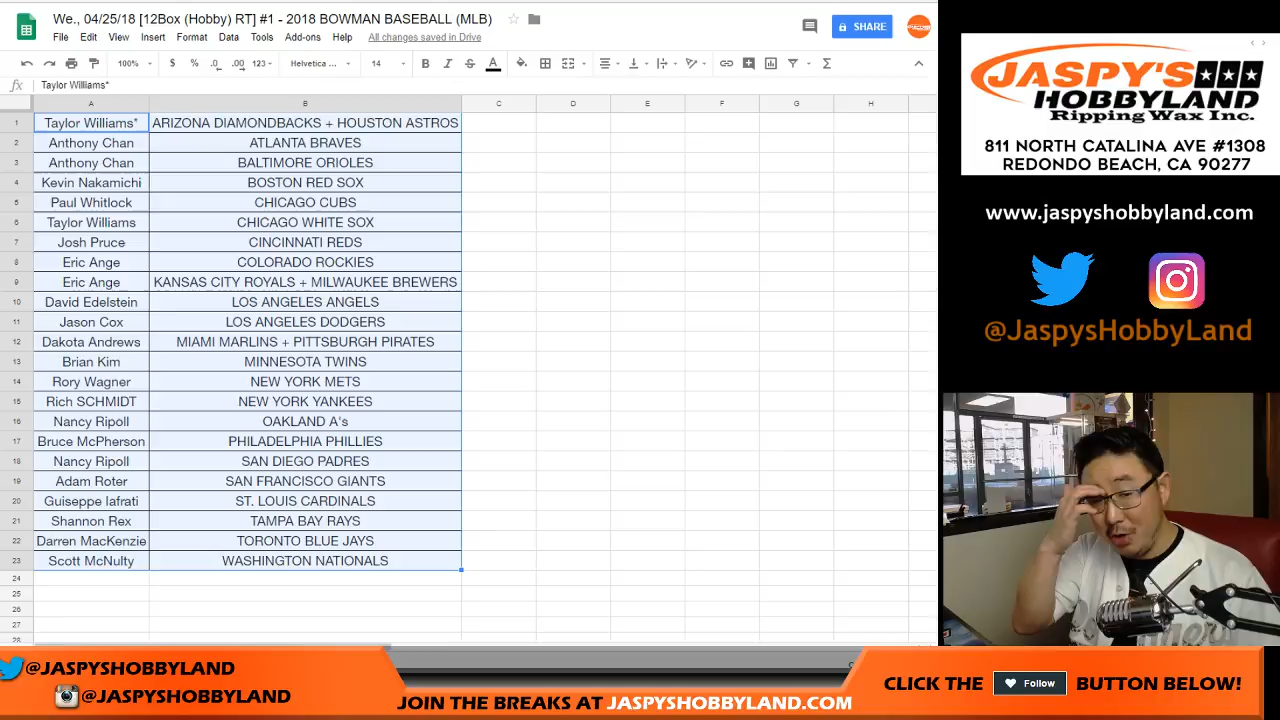 We., 04/25/18 [12Box (Hobby) RT] #1 - 2018 BOWMAN BASEBALL (MLB)
File Edit View Insert Format Data Tools Add-ons Help All changes saved in Drive
SHARE
100% $ % .0 .00 123 Helvetica ... 14 B I S A Σ
fx Taylor Williams*
A B C D E F G H
1 Taylor Williams* ARIZONA DIAMONDBACKS + HOUSTON ASTROS
2 Anthony Chan ATLANTA BRAVES
3 Anthony Chan BALTIMORE ORIOLES
4 Kevin Nakamichi BOSTON RED SOX
5 Paul Whitlock CHICAGO CUBS
6 Taylor Williams CHICAGO WHITE SOX
7 Josh Pruce CINCINNATI REDS
8 Eric Ange COLORADO ROCKIES
9 Eric Ange KANSAS CITY ROYALS + MILWAUKEE BREWERS
10 David Edelstein LOS ANGELES ANGELS
11 Jason Cox LOS ANGELES DODGERS
12 Dakota Andrews MIAMI MARLINS + PITTSBURGH PIRATES
13 Brian Kim MINNESOTA TWINS
14 Rory Wagner NEW YORK METS
15 Rich SCHMIDT NEW YORK YANKEES
16 Nancy Ripoll OAKLAND A's
17 Bruce McPherson PHILADELPHIA PHILLIES
18 Nancy Ripoll SAN DIEGO PADRES
19 Adam Roter SAN FRANCISCO GIANTS
20 Guiseppe Iafrati ST. LOUIS CARDINALS
21 Shannon Rex TAMPA BAY RAYS
22 Darren MacKenzie TORONTO BLUE JAYS
23 Scott McNulty WASHINGTON NATIONALS
24
25
26
27
28
JASPY'S
HOBBYLAND
Ripping Wax Inc.
811 NORTH CATALINA AVE #1308
REDONDO BEACH, CA 90277
www.jaspyshobbyland.com
@JaspysHobbyLand
@JASPYSHOBBYLAND
@JASPYSHOBBYLAND
JOIN THE BREAKS AT JASPYSHOBBYLAND.COM
CLICK THE Follow BUTTON BELOW!